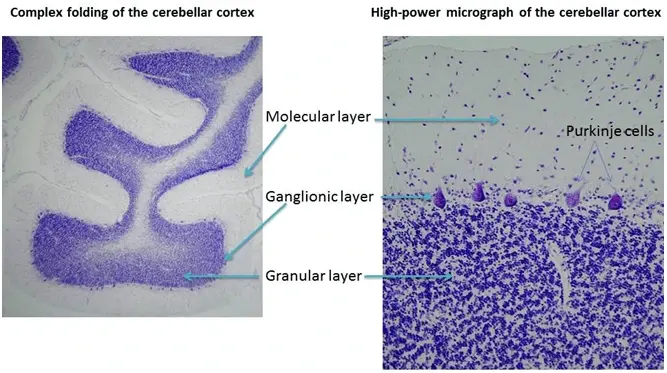 Complex folding of the cerebellar cortex
High-power micrograph of the cerebellar cortex
Molecular layer
Purkinje cells
Ganglionic layer
Granular layer